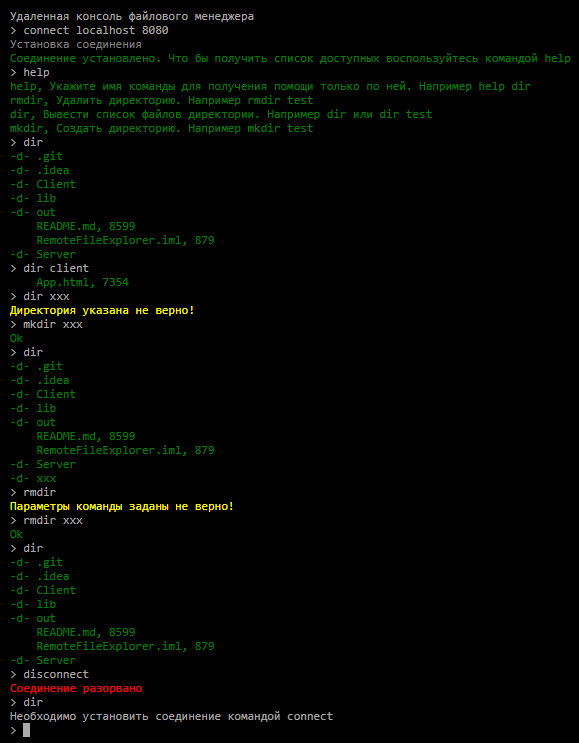 Удаленная консоль файлового менеджера
> connect localhost 8080
Установка соединения
Соединение установлено. Что бы получить список доступных воспользуйтесь командой help
> help
help, Укажите имя команды для получения помощи только по ней. Например help dir
rmdir, Удалить директорию. Например rmdir test
dir, Вывести список файлов директории. Например dir или dir test
mkdir, Создать директорию. Например mkdir test
> dir
-d- .git
-d- .idea
-d- Client
-d- lib
-d- out
README.md, 8599
RemoteFileExplorer.iml, 879
-d- Server
> dir client
App.html, 7354
> dir xxx
Директория указана не верно!
> mkdir xxx
Ok
> dir
-d- .git
-d- .idea
-d- Client
-d- lib
-d- out
README.md, 8599
RemoteFileExplorer.iml, 879
-d- Server
-d- xxx
> rmdir
Параметры команды заданы не верно!
> rmdir xxx
Ok
> dir
-d- .git
-d- .idea
-d- Client
-d- lib
-d- out
README.md, 8599
RemoteFileExplorer.iml, 879
-d- Server
> disconnect
Соединение разорвано
> dir
Необходимо установить соединение командой connect
>